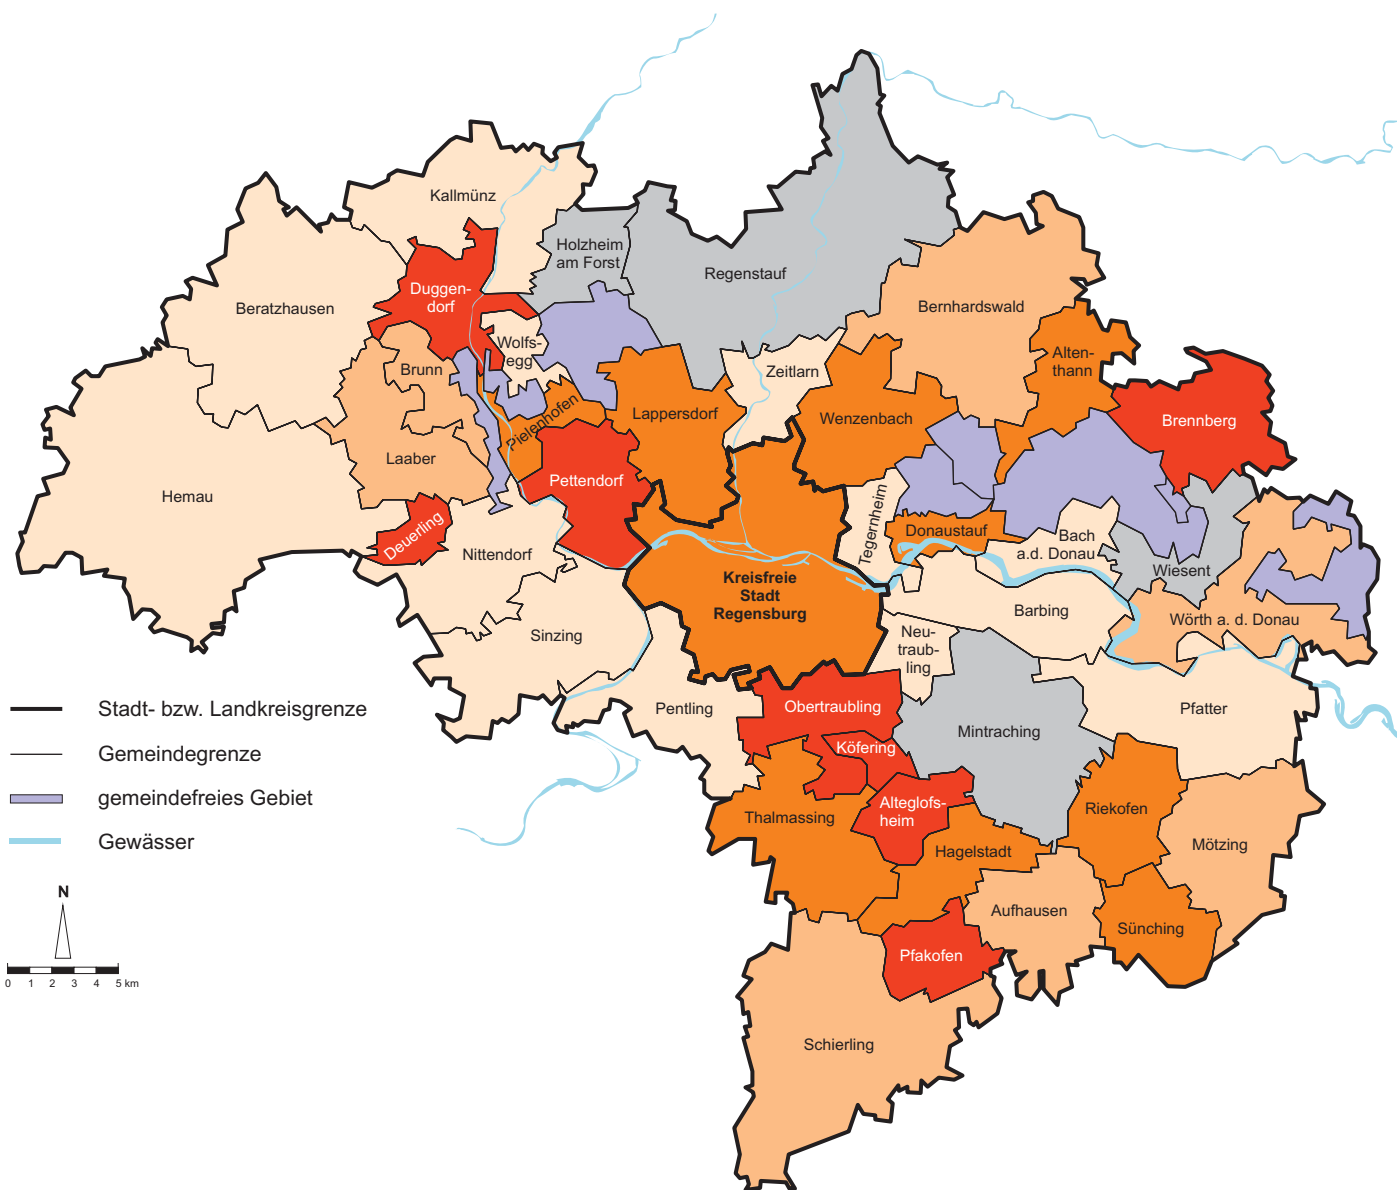 Kallmünz
Holzheim
am Forst
Regenstauf
Duggen-
dorf
Beratzhausen
Bernhardswald
Wolfs-
egg
Brunn
Zeitlarn
Alten-
thann
Pielenhofen
Lappersdorf
Wenzenbach
Brennberg
Laaber
Pettendorf
Hemau
Deuerling
Nittendorf
Tegernheim
Donaustauf
Bach
a.d. Donau
Wiesent
Kreisfreie
Stadt
Regensburg
Barbing
Wörth a. d. Donau
Sinzing
Neu-
traub-
ling
Pentling
Obertraubling
Pfatter
Mintraching
Köfering
Alteglofs-
heim
Thalmassing
Riekofen
Hagelstadt
Mötzing
Aufhausen
Sünching
Pfakofen
Schierling
Stadt- bzw. Landkreisgrenze
Gemeindegrenze
gemeindefreies Gebiet
Gewässer
N
0 1 2 3 4 5 km